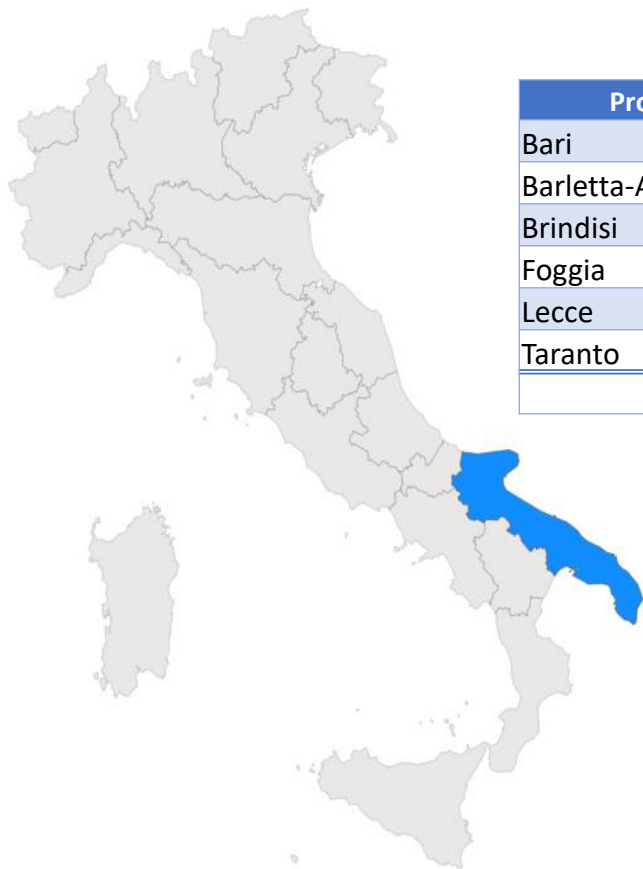 Pro
Bari
Barletta-A
Brindisi
Foggia
Lecce
Taranto